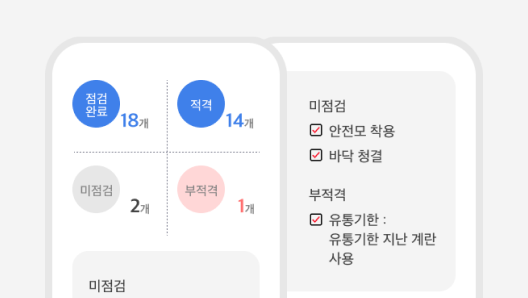 점검
완료
18개
적격
14개
미점검
2개
부적격
1개
미점검
미점검
안전모 착용
바닥 청결
부적격
유통기한 :
유통기한 지난 계란
사용